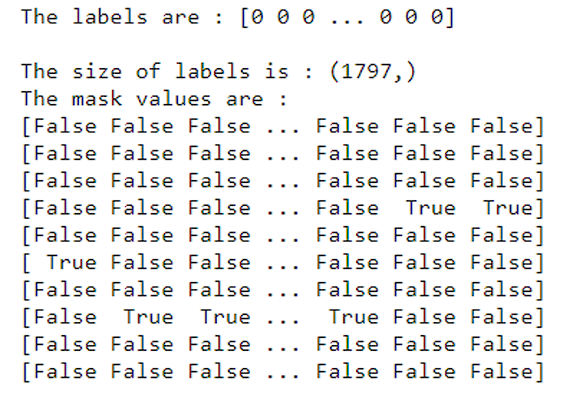 The labels are : [0 0 0 ... 0 0 0]
The size of labels is : (1797,)
The mask values are :
[False False False ... False False False]
[False False False ... False False False]
[False False False ... False False False]
[False False False ... False  True  True]
[False False False ... False False False]
[ True False False ... False False False]
[False False False ... False False False]
[False  True  True ...  True False False]
[False False False ... False False False]
[False False False ... False False False]